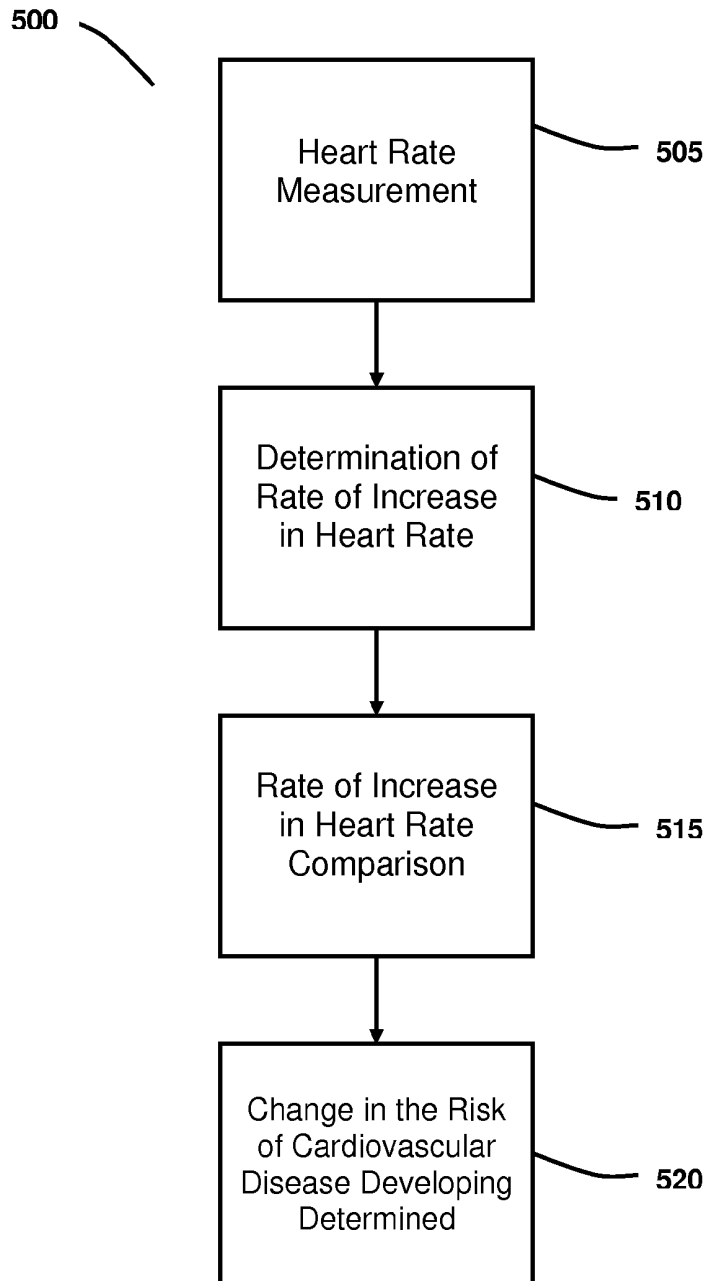 500
Heart Rate
Measurement
505
Determination of
Rate of Increase
in Heart Rate
510
Rate of Increase
in Heart Rate
Comparison
515
Change in the Risk
of Cardiovascular
Disease Developing
Determined
520